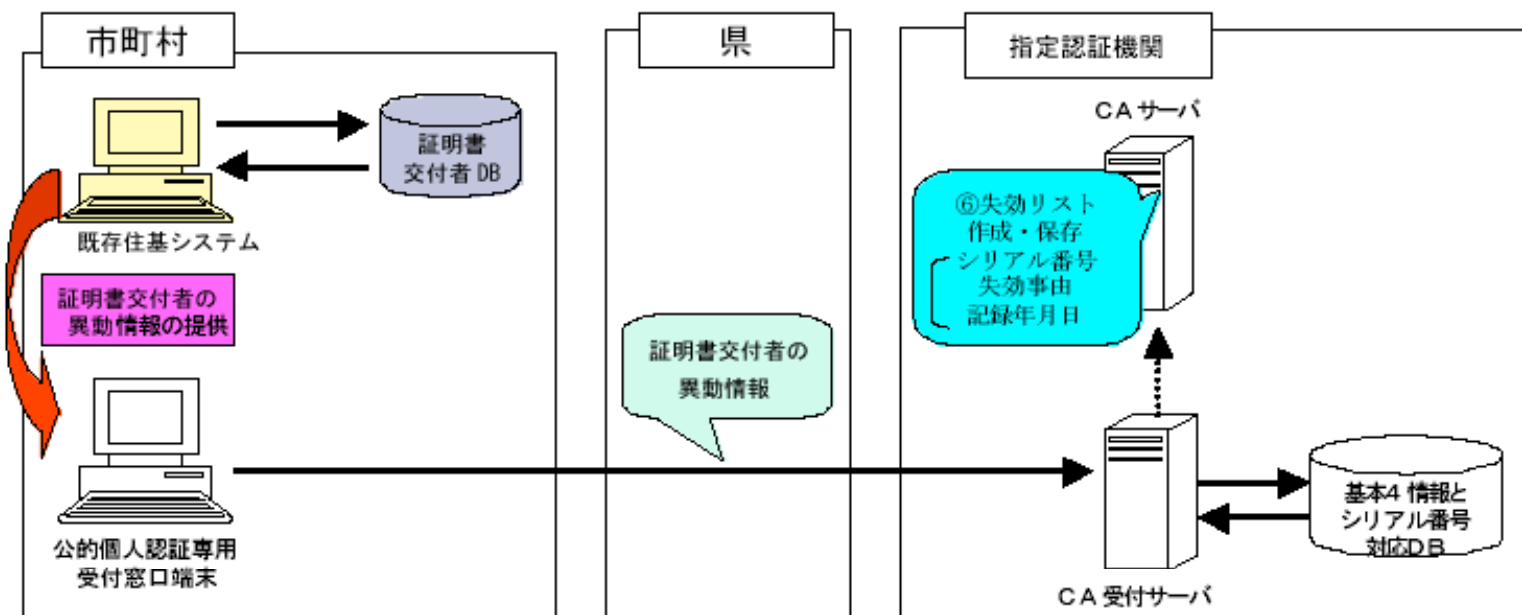 市町村
県
指定認証機関
証明書
交付者 DB
既存住基システム
証明書交付者の
異動情報の提供
公的個人認証専用
受付窓口端末
証明書交付者の
異動情報
CAサーバ
⑥失効リスト
作成・保存
シリアル番号
失効事由
記録年月日
基本4情報と
シリアル番号
対応DB
CA受付サーバ